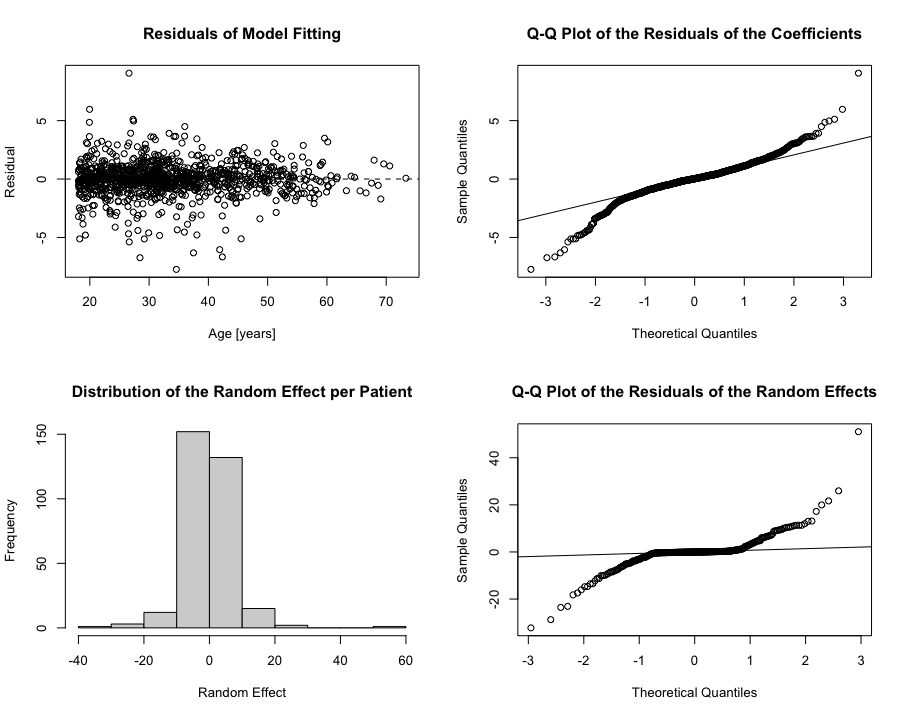 Residuals of Model Fitting
Residual
5
0
-5
20 30 40 50 60 70
Age [years]
Q-Q Plot of the Residuals of the Coefficients
Sample Quantiles
5
0
-5
-3 -2 -1 0 1 2 3
Theoretical Quantiles
Distribution of the Random Effect per Patient
Frequency
150
100
50
0
-40 -20 0 20 40 60
Random Effect
Q-Q Plot of the Residuals of the Random Effects
Sample Quantiles
40
20
0
-20
-3 -2 -1 0 1 2 3
Theoretical Quantiles